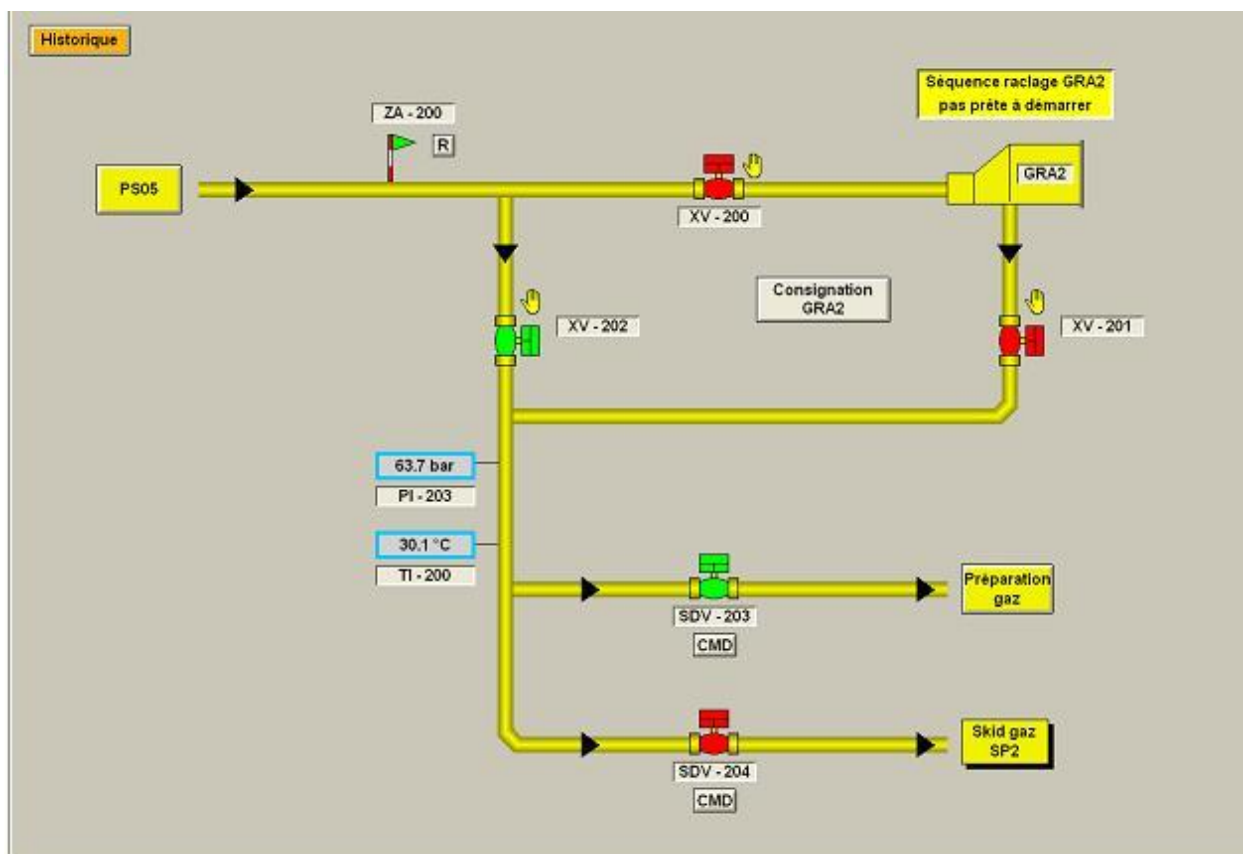 Historique
Séquence raclage GRA2
pas prête à démarrer
ZA - 200
R
PS05
GRA2
XV - 200
Consignation
GRA2
XV - 202
XV - 201
63.7 bar
PI - 203
30.1 °C
TI - 200
Préparation
gaz
SDV - 203
CMD
Skid gaz
SP2
SDV - 204
CMD